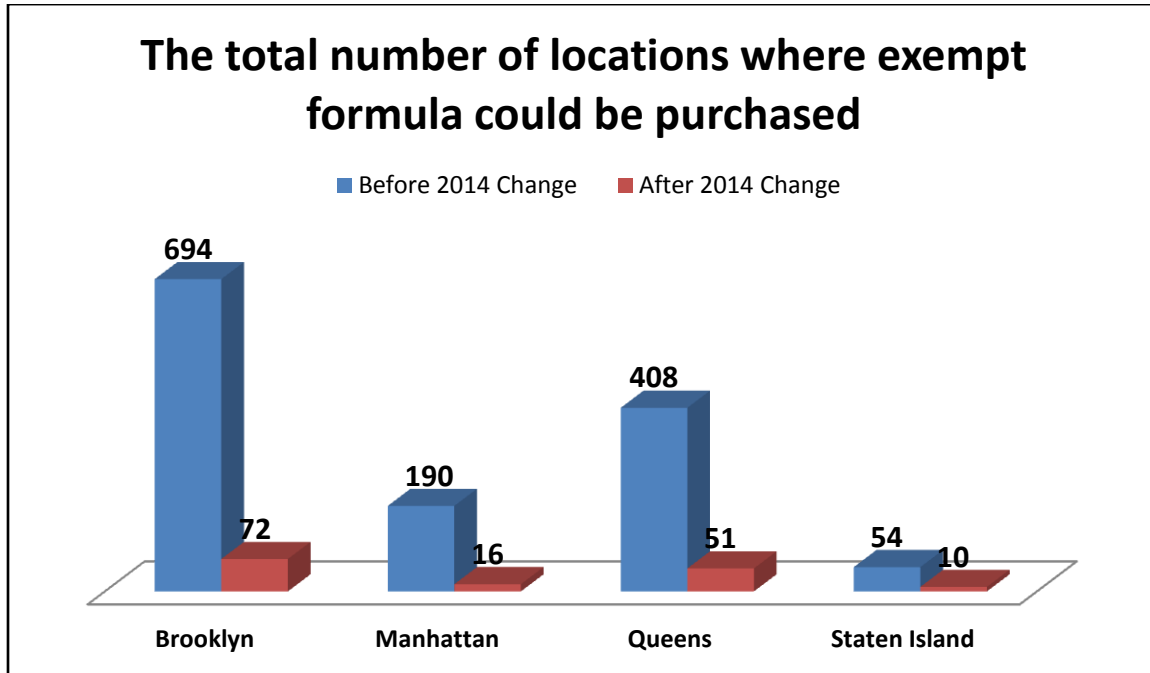 The total number of locations where exempt
formula could be purchased
Before 2014 Change After 2014 Change
694
72
190
16
408
51
54
10
Brooklyn Manhattan Queens Staten Island